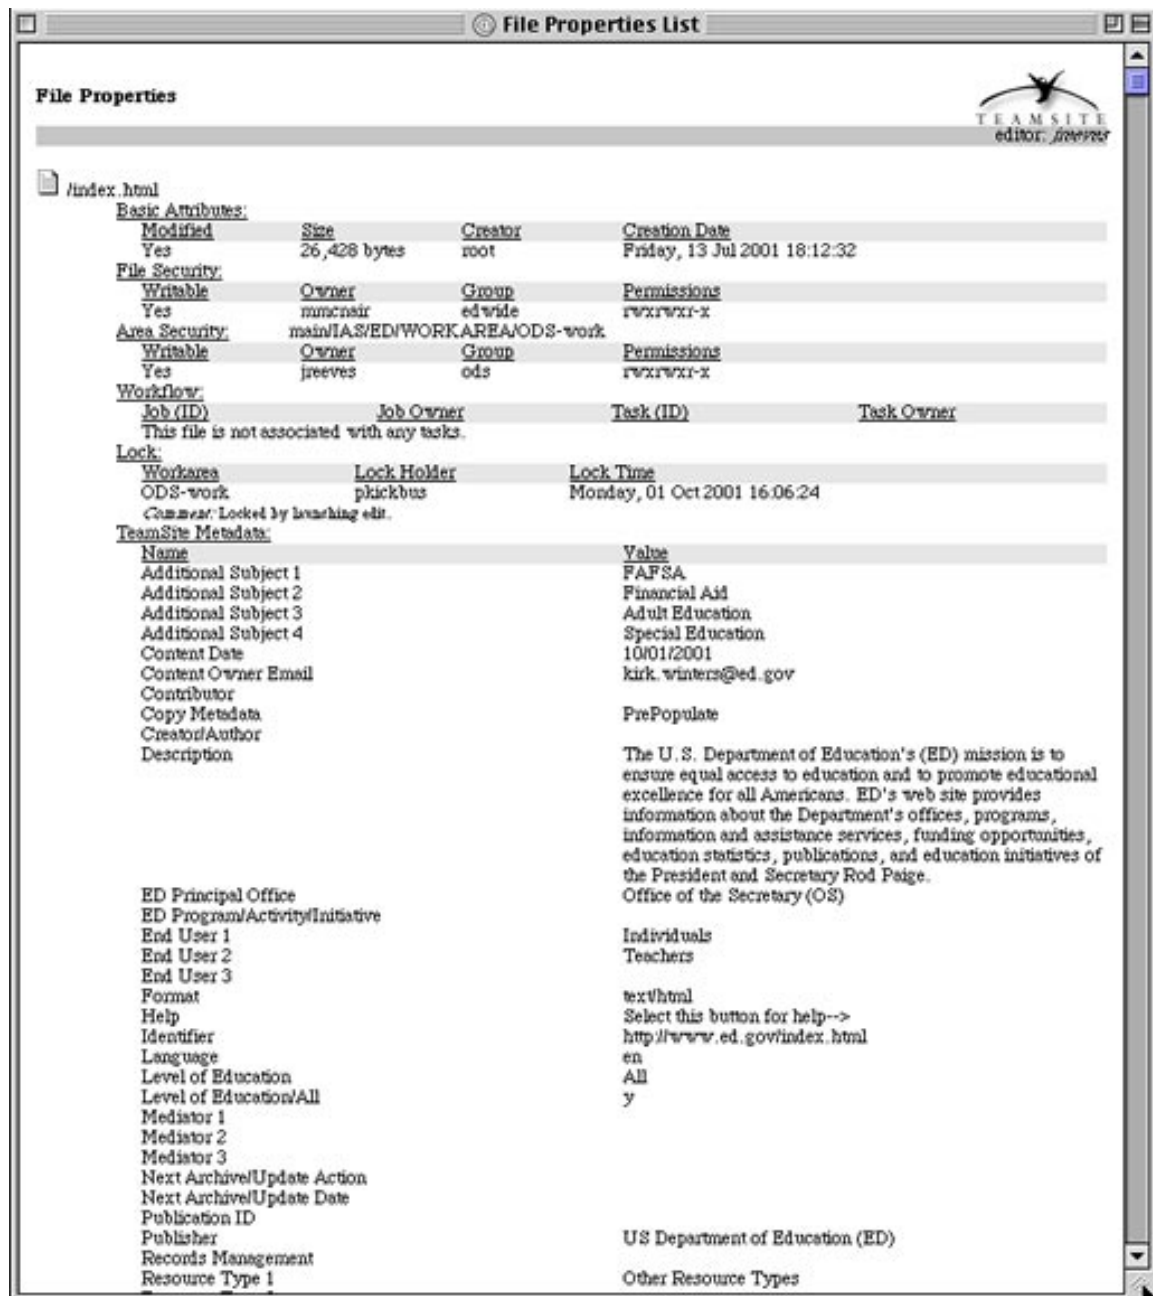 File Properties List
File Properties
TEAMSITE
editor: jreeves
/index.html
Basic Attributes:
Modified Size Creator Creation Date
Yes 26,428 bytes root Friday, 13 Jul 2001 18:12:32
File Security:
Writable Owner Group Permissions
Yes mmcnair edwide rwxrwxr-x
Area Security: main/IAS/ED/WORKAREA/ODS-work
Writable Owner Group Permissions
Yes jreeves ods rwxrwxr-x
Workflow:
Job (ID) Job Owner Task (ID) Task Owner
This file is not associated with any tasks.
Lock:
Workarea Lock Holder Lock Time
ODS-work pkickbus Monday, 01 Oct 2001 16:06:24
Comment: Locked by launching edit.
TeamSite Metadata:
Name Value
Additional Subject 1 FAFSA
Additional Subject 2 Financial Aid
Additional Subject 3 Adult Education
Additional Subject 4 Special Education
Content Date 10/01/2001
Content Owner Email kirk.winters@ed.gov
Contributor
Copy Metadata PrePopulate
Creator/Author
Description The U.S. Department of Education's (ED) mission is to
ensure equal access to education and to promote educational
excellence for all Americans. ED's web site provides
information about the Department's offices, programs,
information and assistance services, funding opportunities,
education statistics, publications, and education initiatives of
the President and Secretary Rod Paige.
ED Principal Office Office of the Secretary (OS)
ED Program/Activity/Initiative
End User 1 Individuals
End User 2 Teachers
End User 3
Format text/html
Help Select this button for help-->
Identifier http://www.ed.gov/index.html
Language en
Level of Education All
Level of Education/All y
Mediator 1
Mediator 2
Mediator 3
Next Archive/Update Action
Next Archive/Update Date
Publication ID
Publisher US Department of Education (ED)
Records Management
Resource Type 1 Other Resource Types